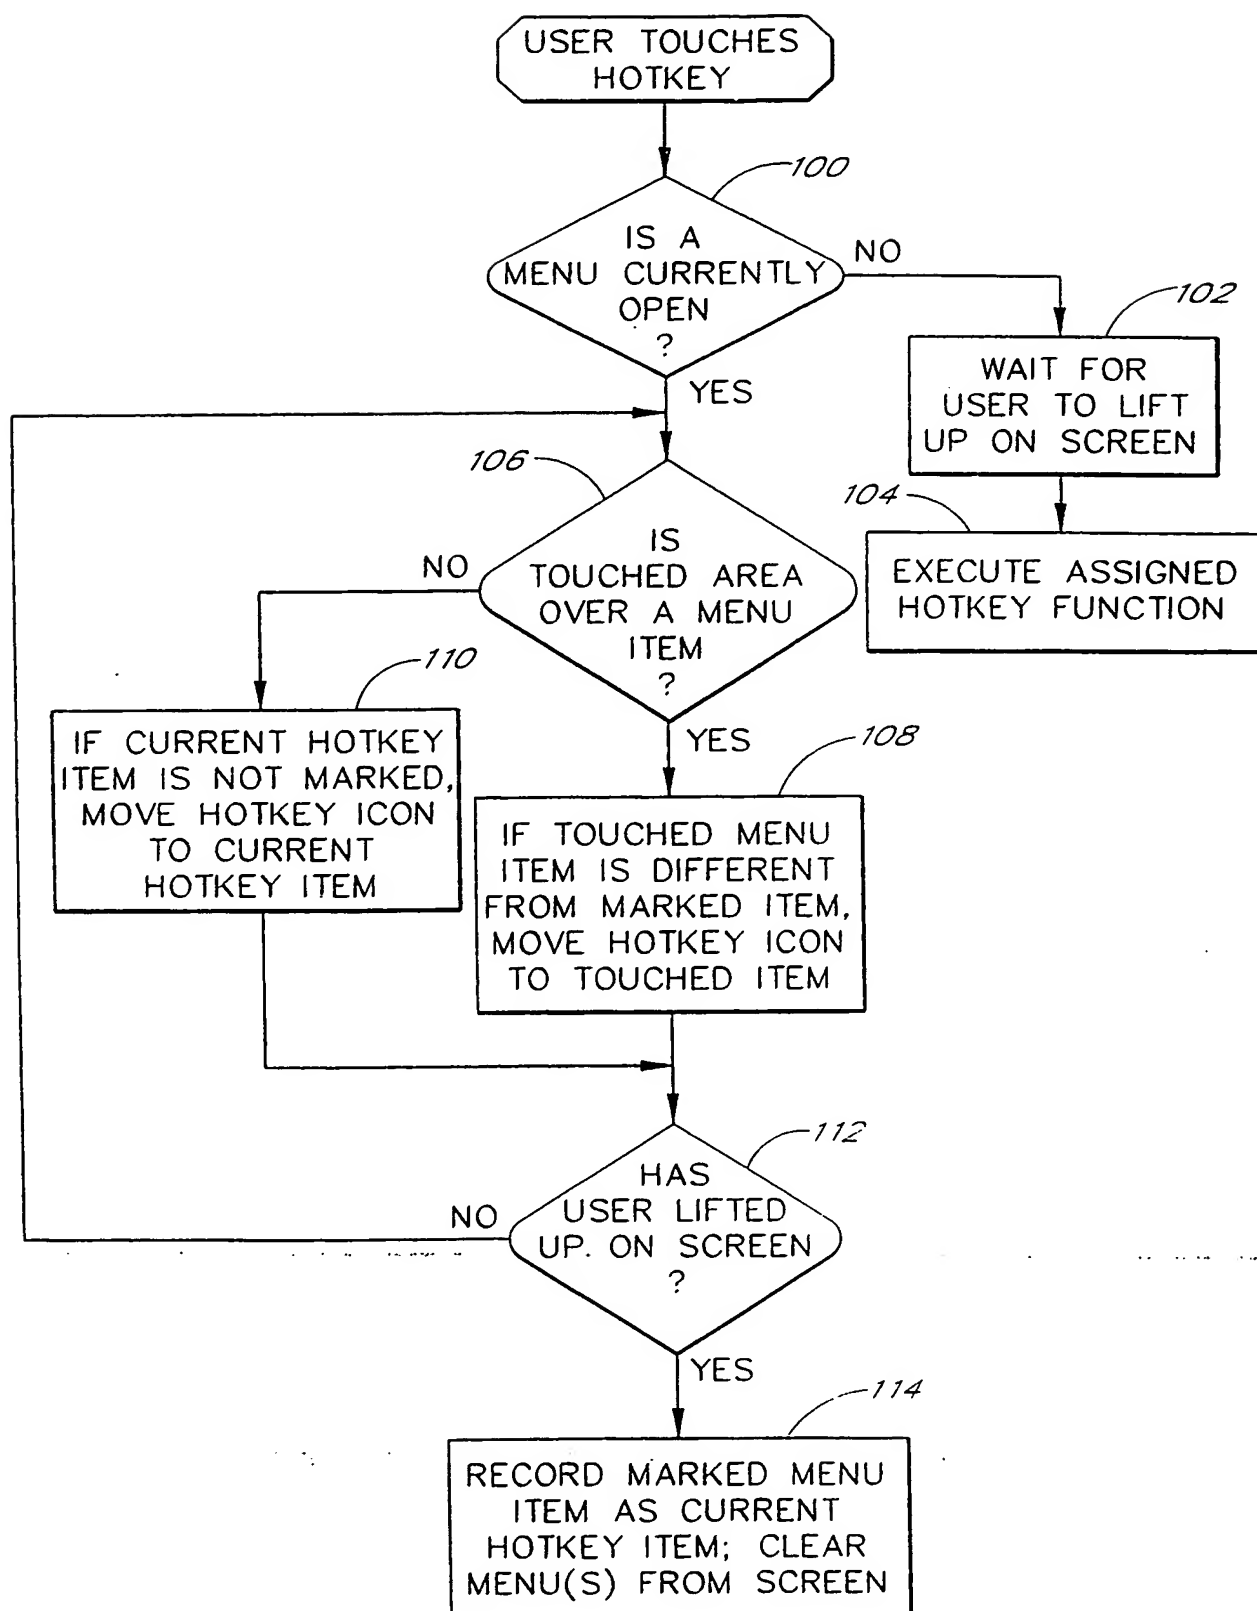 USER TOUCHES
HOTKEY
100
IS A
MENU CURRENTLY
OPEN
?
NO
YES
102
WAIT FOR
USER TO LIFT
UP ON SCREEN
104
EXECUTE ASSIGNED
HOTKEY FUNCTION
106
IS
TOUCHED AREA
OVER A MENU
ITEM
?
NO
YES
110
IF CURRENT HOTKEY
ITEM IS NOT MARKED,
MOVE HOTKEY ICON
TO CURRENT
HOTKEY ITEM
108
IF TOUCHED MENU
ITEM IS DIFFERENT
FROM MARKED ITEM,
MOVE HOTKEY ICON
TO TOUCHED ITEM
112
HAS
USER LIFTED
UP. ON SCREEN
?
NO
YES
114
RECORD MARKED MENU
ITEM AS CURRENT
HOTKEY ITEM; CLEAR
MENU(S) FROM SCREEN